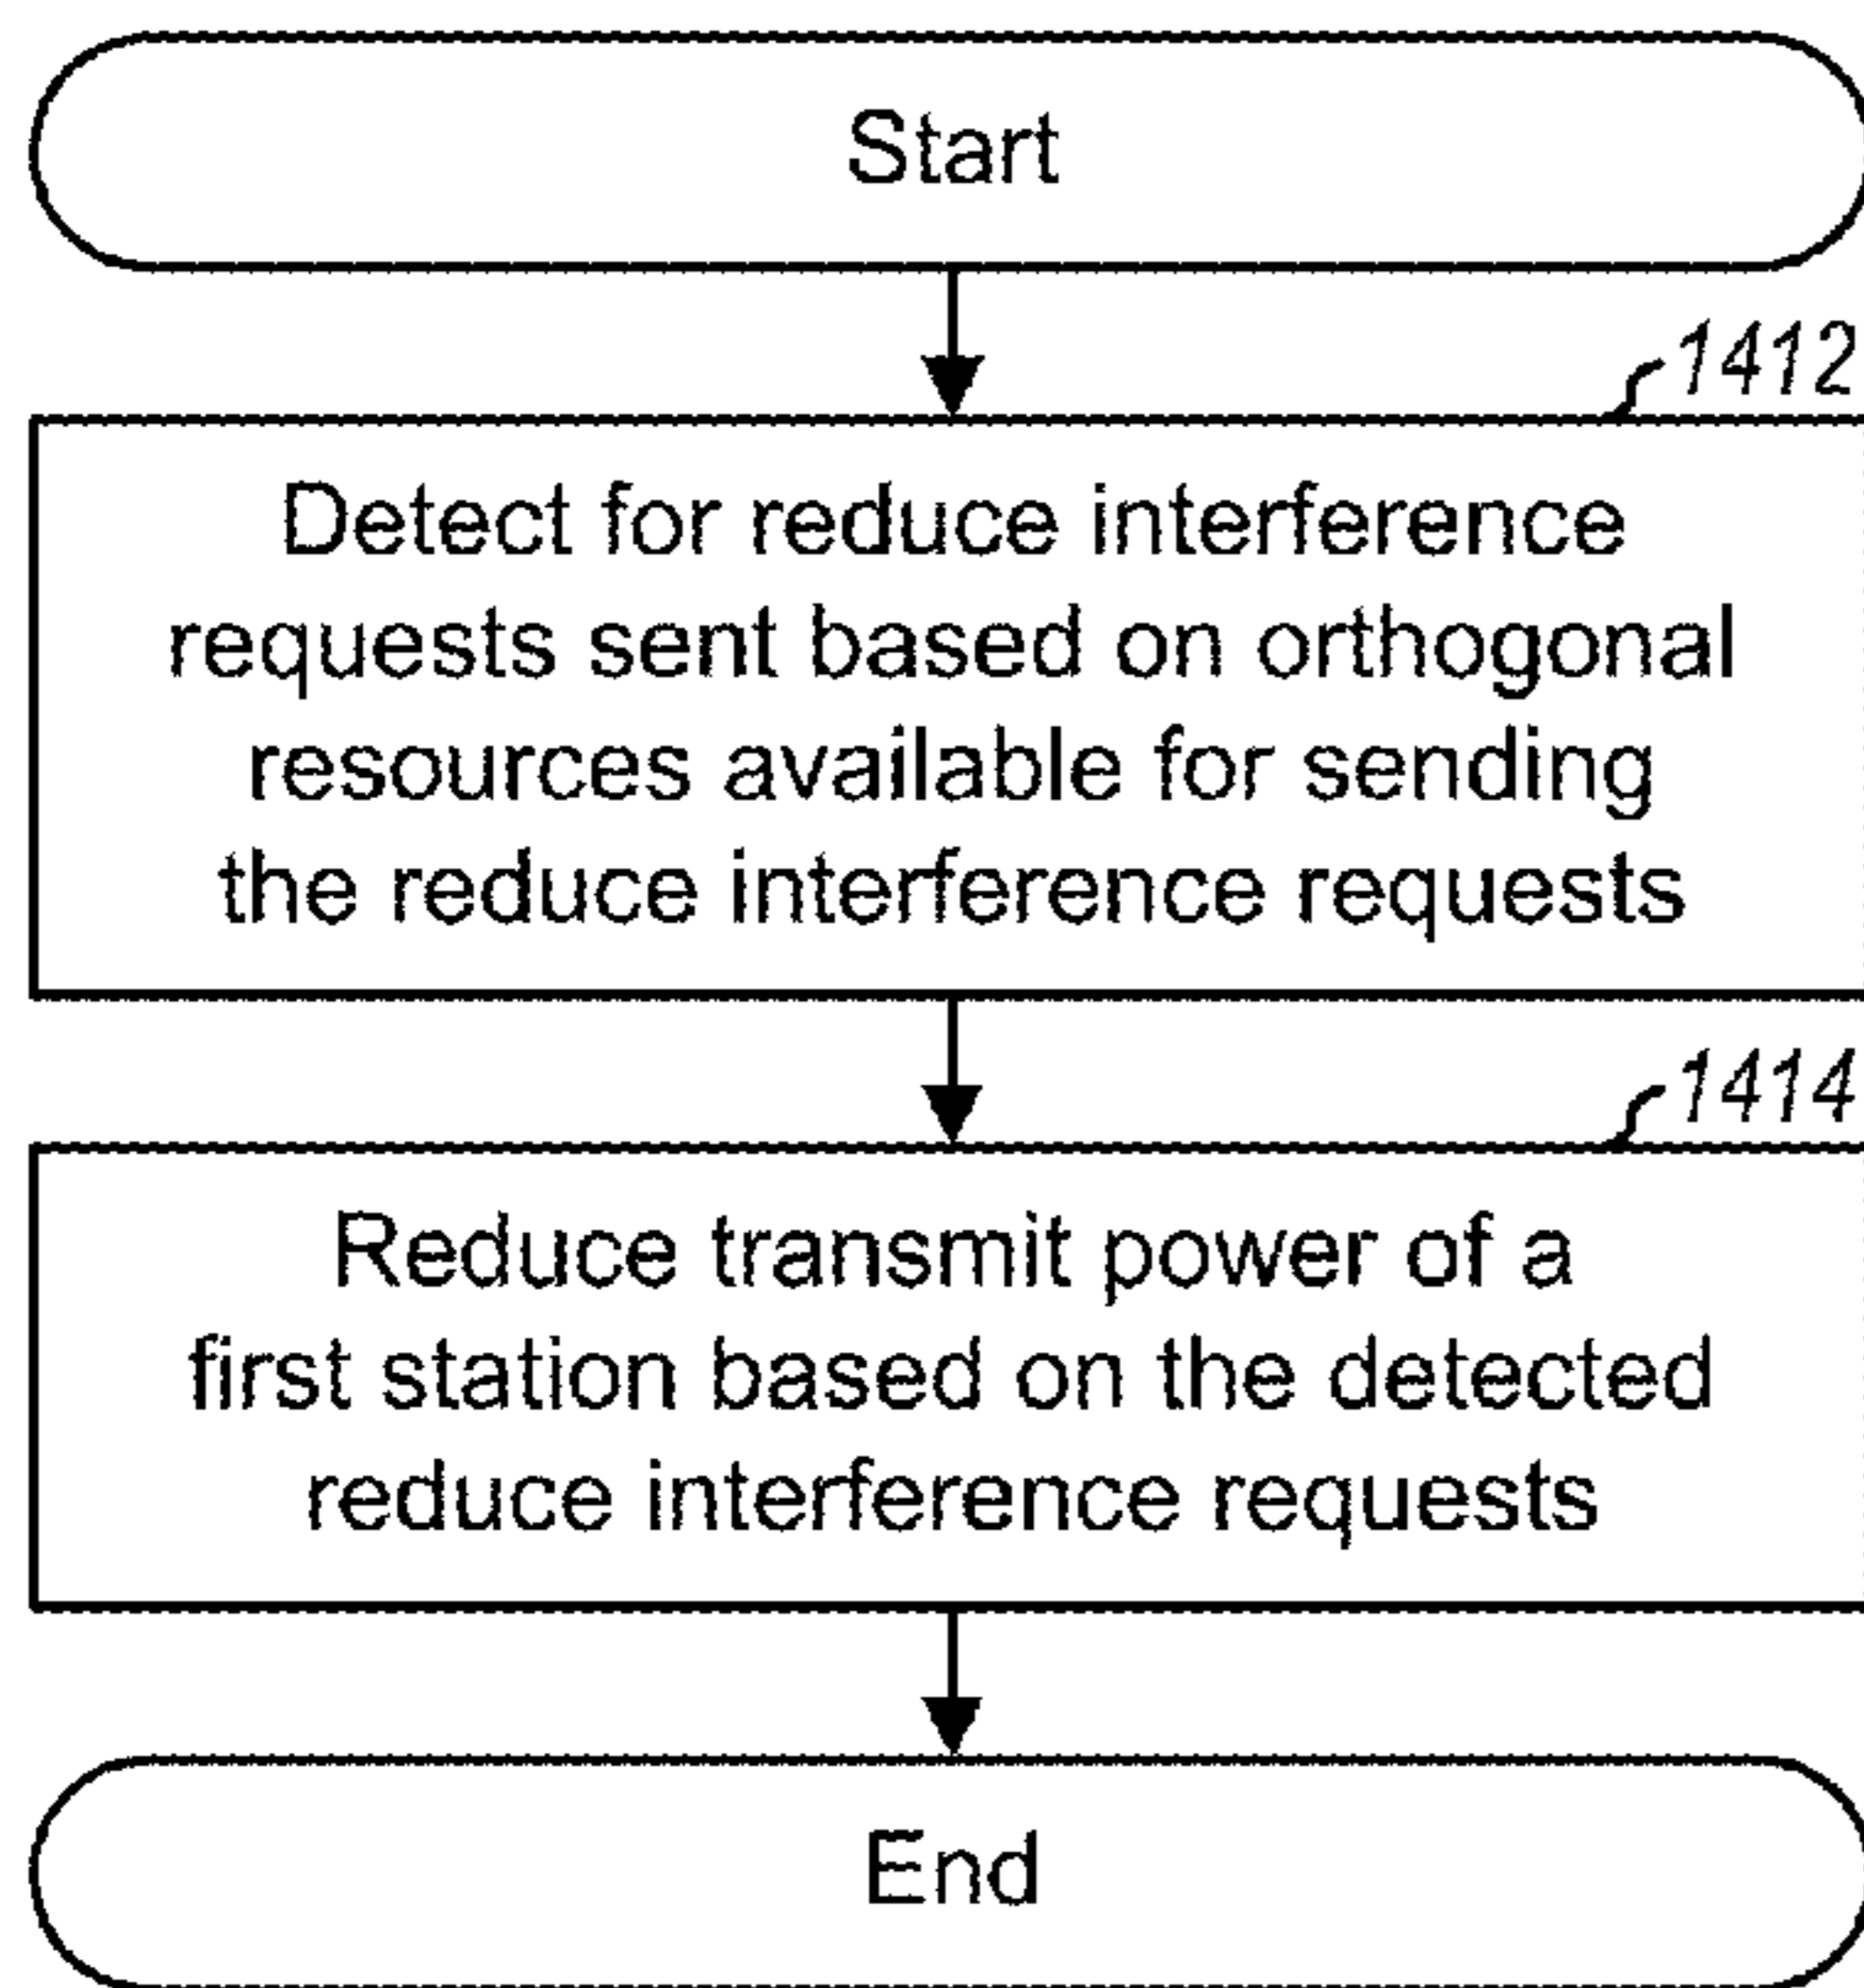 Start
1412
Detect for reduce interference
requests sent based on orthogonal
resources available for sending
the reduce interference requests
1414
Reduce transmit power of a
first station based on the detected
reduce interference requests
End